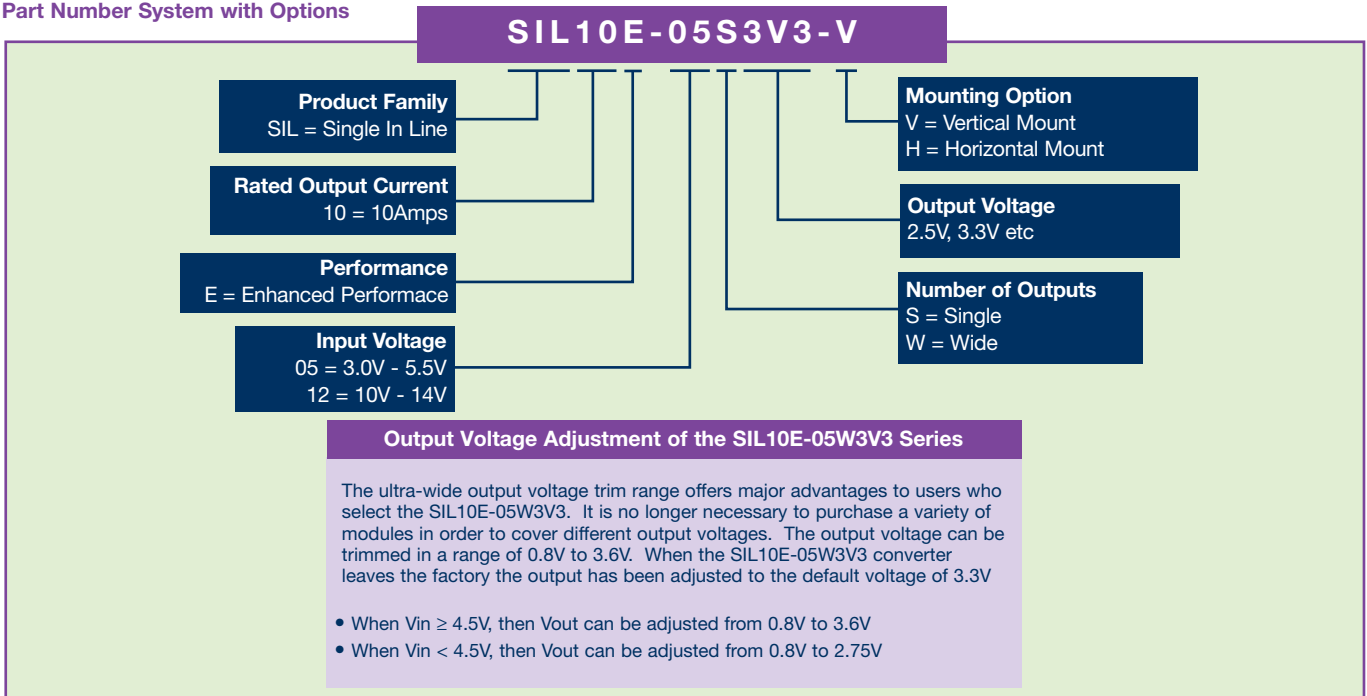 Part Number System with Options
SIL10E-05S3V3-V
Product Family
SIL = Single In Line
Rated Output Current
10 = 10Amps
Performance
E = Enhanced Performace
Input Voltage
05 = 3.0V - 5.5V
12 = 10V - 14V
Mounting Option
V = Vertical Mount
H = Horizontal Mount
Output Voltage
2.5V, 3.3V etc
Number of Outputs
S = Single
W = Wide
Output Voltage Adjustment of the SIL10E-05W3V3 Series
The ultra-wide output voltage trim range offers major advantages to users who
select the SIL10E-05W3V3. It is no longer necessary to purchase a variety of
modules in order to cover different output voltages. The output voltage can be
trimmed in a range of 0.8V to 3.6V. When the SIL10E-05W3V3 converter
leaves the factory the output has been adjusted to the default voltage of 3.3V
• When Vin ≥ 4.5V, then Vout can be adjusted from 0.8V to 3.6V
• When Vin < 4.5V, then Vout can be adjusted from 0.8V to 2.75V